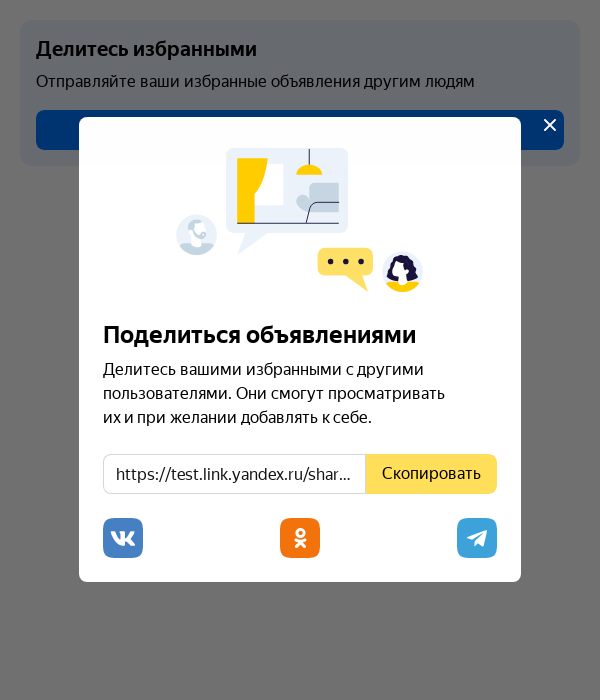 Делитесь избранными
Отправляйте ваши избранные объявления другим людям
Поделиться объявлениями
Делитесь вашими избранными с другими
пользователями. Они смогут просматривать
их и при желании добавлять к себе.
https://test.link.yandex.ru/shar...
Скопировать